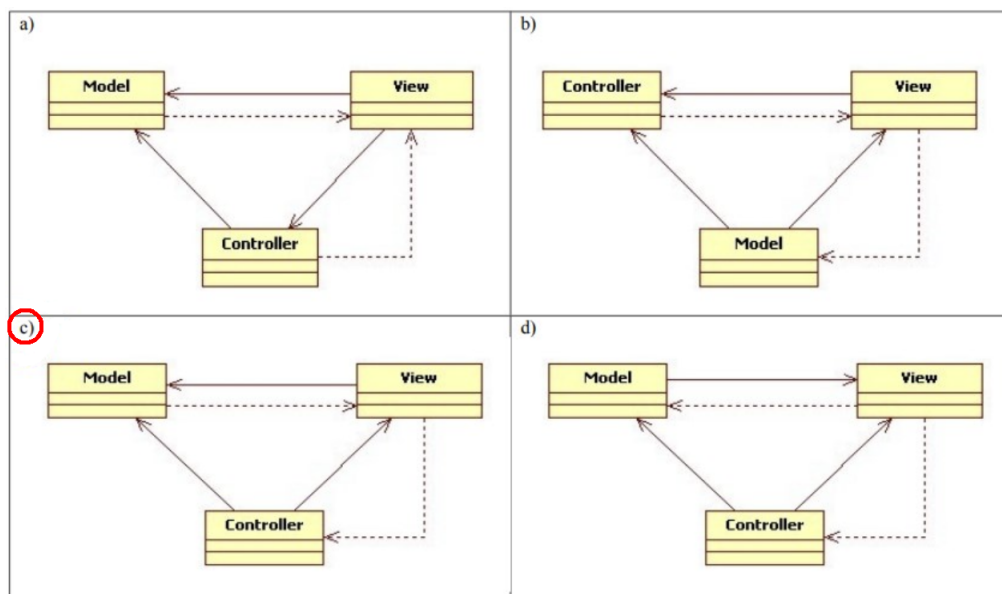 a)
Model
View
Controller
b)
Controller
View
Model
c)
Model
View
Controller
d)
Model
View
Controller